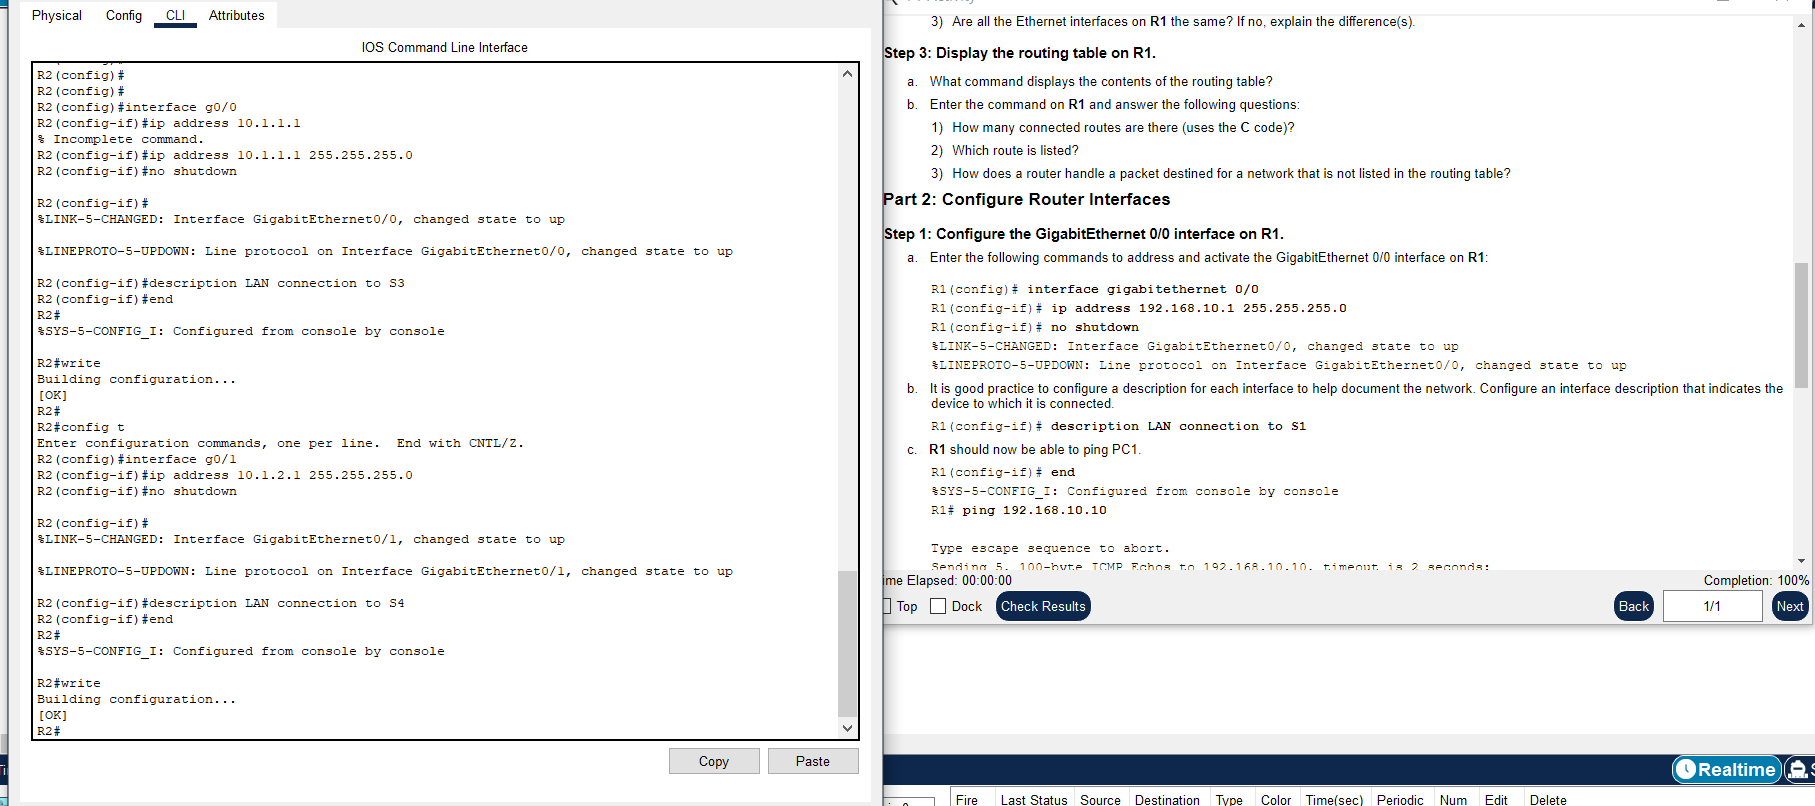 Physical Config CLI Attributes
IOS Command Line Interface
R2(config)#
R2(config)#
R2(config)#interface g0/0
R2(config-if)#ip address 10.1.1.1
% Incomplete command.
R2(config-if)#ip address 10.1.1.1 255.255.255.0
R2(config-if)#no shutdown
R2(config-if)#
%LINK-5-CHANGED: Interface GigabitEthernet0/0, changed state to up
%LINEPROTO-5-UPDOWN: Line protocol on Interface GigabitEthernet0/0, changed state to up
R2(config-if)#description LAN connection to S3
R2(config-if)#end
R2#
%SYS-5-CONFIG_I: Configured from console by console
R2#write
Building configuration...
[OK]
R2#
R2#config t
Enter configuration commands, one per line.  End with CNTL/Z.
R2(config)#interface g0/1
R2(config-if)#ip address 10.1.2.1 255.255.255.0
R2(config-if)#no shutdown
R2(config-if)#
%LINK-5-CHANGED: Interface GigabitEthernet0/1, changed state to up
%LINEPROTO-5-UPDOWN: Line protocol on Interface GigabitEthernet0/1, changed state to up
R2(config-if)#description LAN connection to S4
R2(config-if)#end
R2#
%SYS-5-CONFIG_I: Configured from console by console
R2#write
Building configuration...
[OK]
R2#
Copy Paste
3) Are all the Ethernet interfaces on R1 the same? If no, explain the difference(s).
Step 3: Display the routing table on R1.
a. What command displays the contents of the routing table?
b. Enter the command on R1 and answer the following questions:
1) How many connected routes are there (uses the C code)?
2) Which route is listed?
3) How does a router handle a packet destined for a network that is not listed in the routing table?
Part 2: Configure Router Interfaces
Step 1: Configure the GigabitEthernet 0/0 interface on R1.
a. Enter the following commands to address and activate the GigabitEthernet 0/0 interface on R1:
R1(config)# interface gigabitethernet 0/0
R1(config-if)# ip address 192.168.10.1 255.255.255.0
R1(config-if)# no shutdown
%LINK-5-CHANGED: Interface GigabitEthernet0/0, changed state to up
%LINEPROTO-5-UPDOWN: Line protocol on Interface GigabitEthernet0/0, changed state to up
b. It is good practice to configure a description for each interface to help document the network. Configure an interface description that indicates the
device to which it is connected.
R1(config-if)# description LAN connection to S1
c. R1 should now be able to ping PC1.
R1(config-if)# end
%SYS-5-CONFIG_I: Configured from console by console
R1# ping 192.168.10.10
Type escape sequence to abort.
Sending 5, 100-byte ICMP Echos to 192.168.10.10, timeout is 2 seconds:
ime Elapsed: 00:00:00 Completion: 100%
Top Dock Check Results Back 1/1 Next
Realtime
Fire Last Status Source Destination Type Color Time(sec) Periodic Num Edit Delete